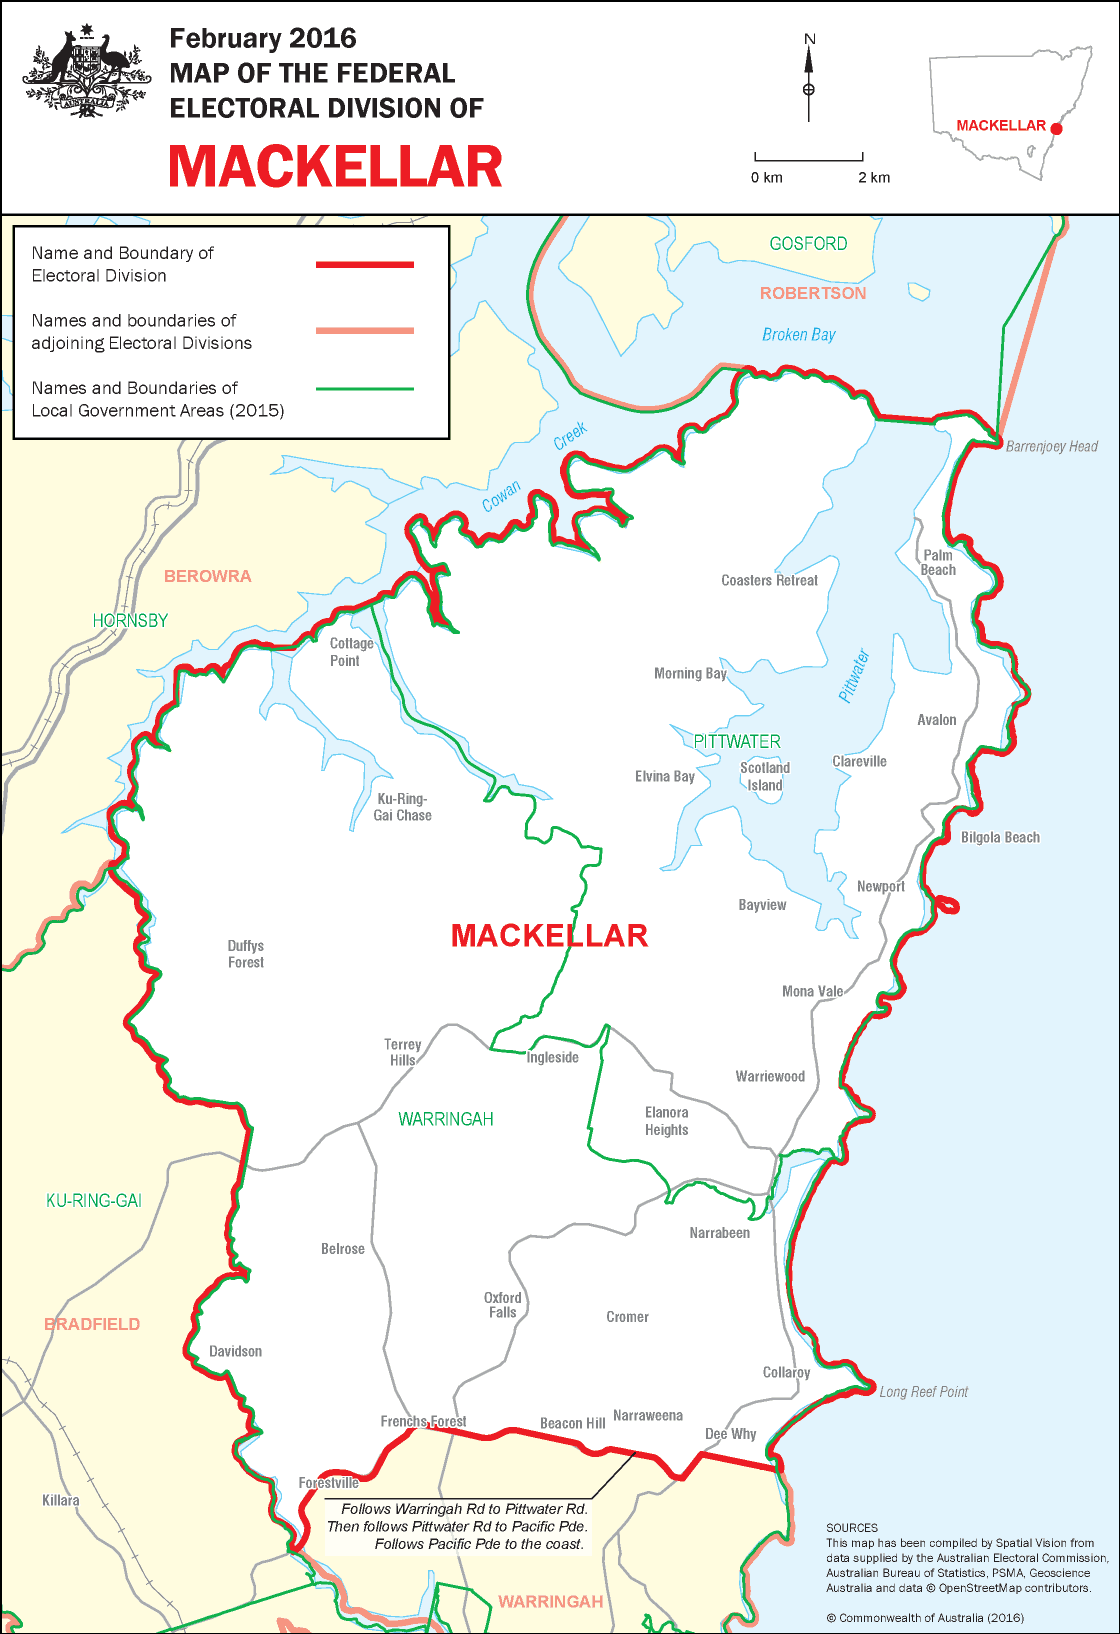 February 2016
MAP OF THE FEDERAL
ELECTORAL DIVISION OF
MACKELLAR
AUSTRALIA
N
0 km
2 km
MACKELLAR
Name and Boundary of
Electoral Division
Names and boundaries of
adjoining Electoral Divisions
Names and Boundaries of
Local Government Areas (2015)
GOSFORD
ROBERTSON
Broken Bay
Creek
Cowan
Barrenjoey Head
BEROWRA
HORNSBY
Palm
Beach
Coasters Retreat
Cottage
Point
Morning Bay
Pittwater
Avalon
PITTWATER
Elvina Bay
Scotland
Island
Clareville
Ku-Ring-
Gai Chase
Bilgola Beach
Newport
Bayview
MACKELLAR
Duffys
Forest
Mona Vale
Terrey
Hills
Ingleside
Warriewood
WARRINGAH
Elanora
Heights
KU-RING-GAI
Narrabeen
Belrose
Oxford
Falls
Cromer
BRADFIELD
Davidson
Collaroy
Long Reef Point
Frenchs Forest
Beacon Hill
Narraweena
Dee Why
Forestville
Killara
Follows Warringah Rd to Pittwater Rd.
Then follows Pittwater Rd to Pacific Pde.
Follows Pacific Pde to the coast.
WARRINGAH
SOURCES
This map has been compiled by Spatial Vision from
data supplied by the Australian Electoral Commission,
Australian Bureau of Statistics, PSMA, Geoscience
Australia and data © OpenStreetMap contributors.
© Commonwealth of Australia (2016)